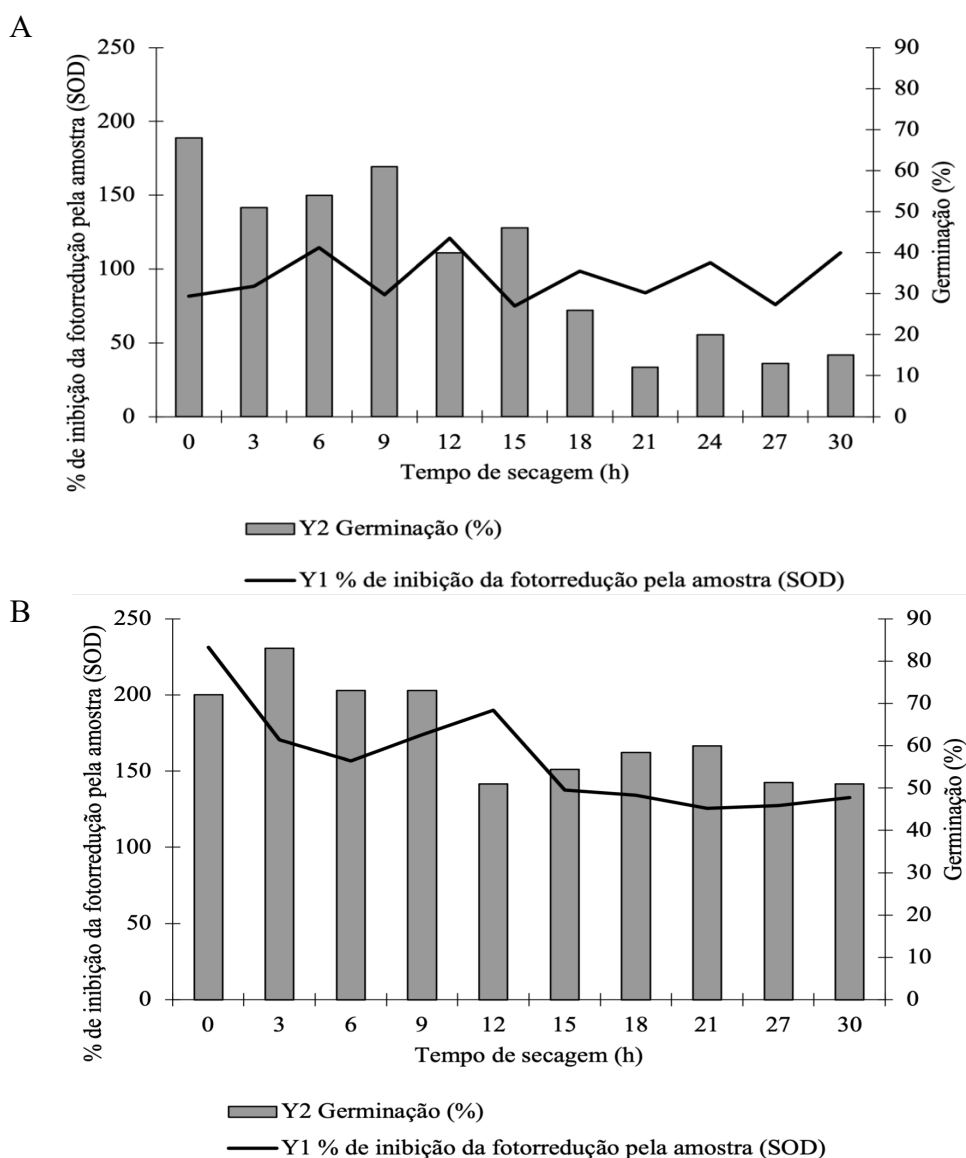 A
% de inibição da fotorredução pela amostra (SOD)
250
200
150
100
50
0
90
80
70
60
50
40
30
20
10
0
Germinação (%)
0 3 6 9 12 15 18 21 24 27 30
Tempo de secagem (h)
Y2 Germinação (%)
Y1 % de inibição da fotorredução pela amostra (SOD)
B
% de inibição da fotorredução pela amostra (SOD)
250
200
150
100
50
0
90
80
70
60
50
40
30
20
10
0
Germinação (%)
0 3 6 9 12 15 18 21 27 30
Tempo de secagem (h)
Y2 Germinação (%)
Y1 % de inibição da fotorredução pela amostra (SOD)